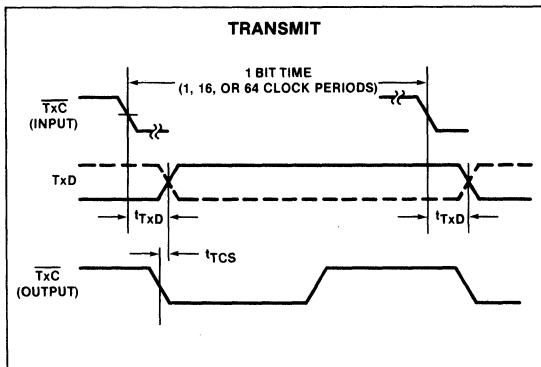 TRANSMIT
1 BIT TIME
(1, 16, OR 64 CLOCK PERIODS)
TxC
(INPUT)
TxD
tTxD
tTxD
tTCS
TxC
(OUTPUT)